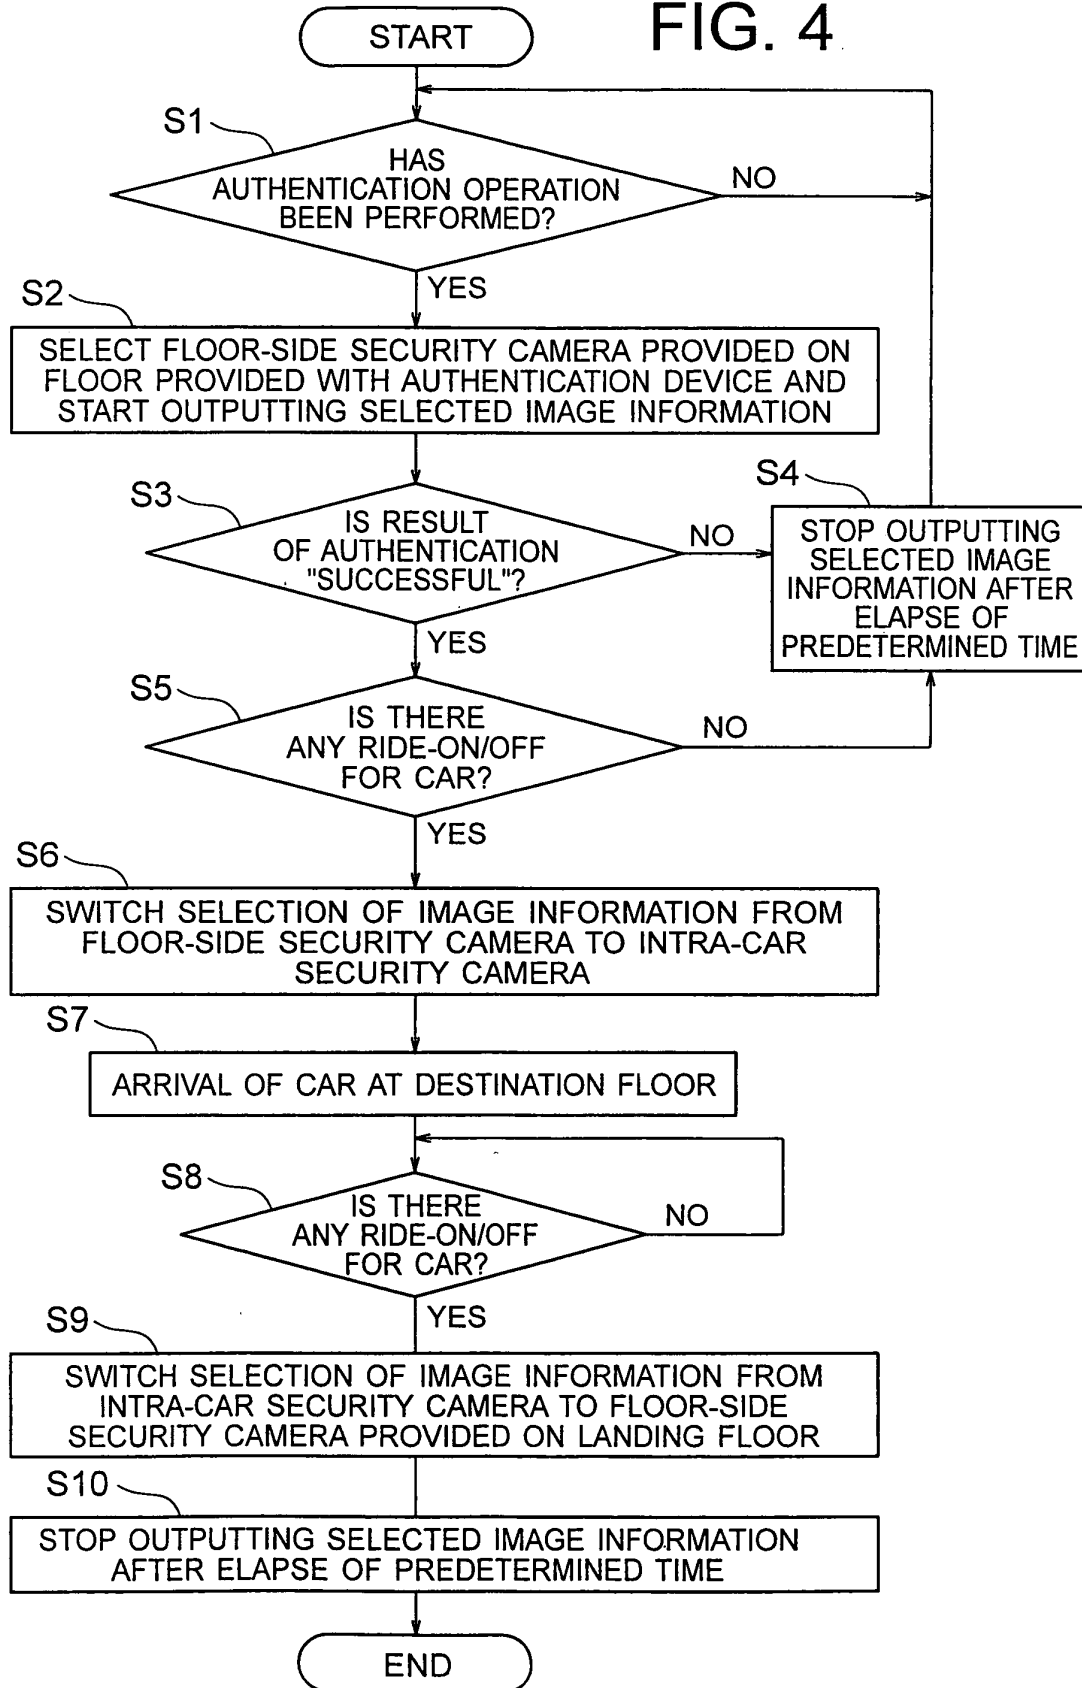 FIG. 4
START
S1
HAS
AUTHENTICATION OPERATION
BEEN PERFORMED?
NO
YES
S2
SELECT FLOOR-SIDE SECURITY CAMERA PROVIDED ON
FLOOR PROVIDED WITH AUTHENTICATION DEVICE AND
START OUTPUTTING SELECTED IMAGE INFORMATION
S3
IS RESULT
OF AUTHENTICATION
"SUCCESSFUL"?
NO
YES
S4
STOP OUTPUTTING
SELECTED IMAGE
INFORMATION AFTER
ELAPSE OF
PREDETERMINED TIME
S5
IS THERE
ANY RIDE-ON/OFF
FOR CAR?
NO
YES
S6
SWITCH SELECTION OF IMAGE INFORMATION FROM
FLOOR-SIDE SECURITY CAMERA TO INTRA-CAR
SECURITY CAMERA
S7
ARRIVAL OF CAR AT DESTINATION FLOOR
S8
IS THERE
ANY RIDE-ON/OFF
FOR CAR?
NO
YES
S9
SWITCH SELECTION OF IMAGE INFORMATION FROM
INTRA-CAR SECURITY CAMERA TO FLOOR-SIDE
SECURITY CAMERA PROVIDED ON LANDING FLOOR
S10
STOP OUTPUTTING SELECTED IMAGE INFORMATION
AFTER ELAPSE OF PREDETERMINED TIME
END